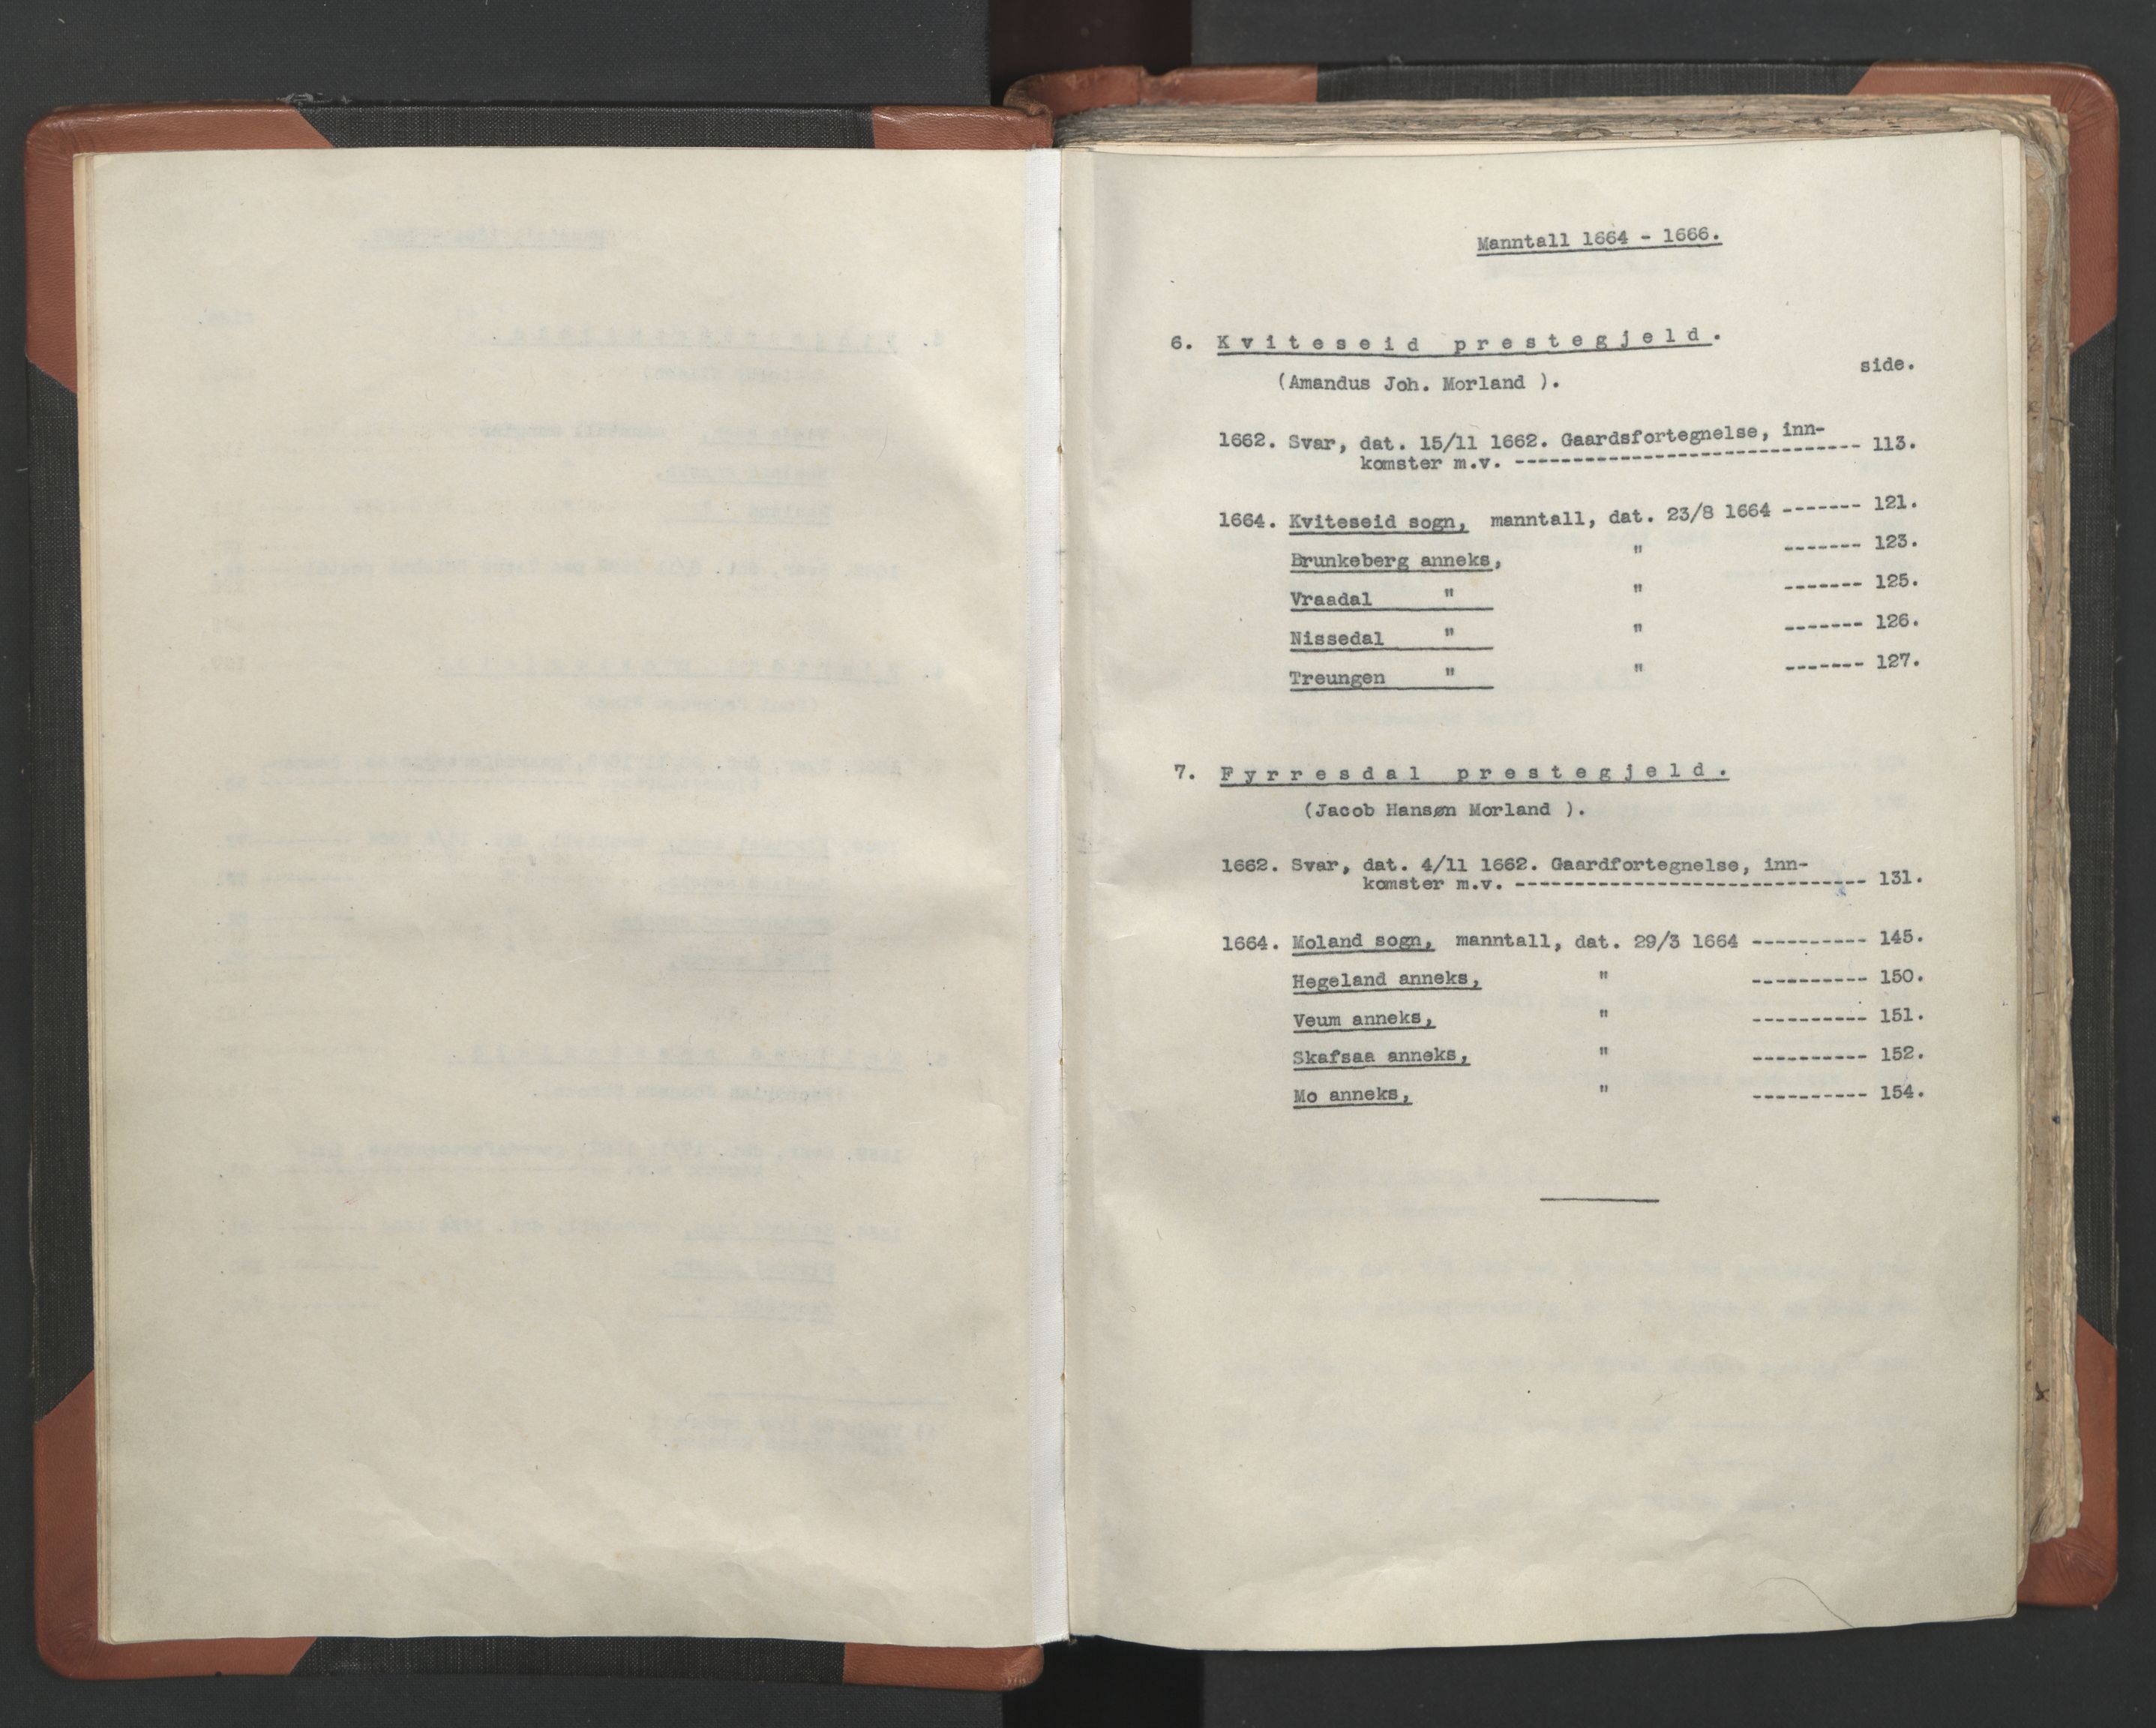 Manntall 1664 - 1666.
6. Kviteseid prestegjeld.
side.
(Amandus Joh. Morland ).
1662. Svar, dat. 15/11 1662. Gaardsfortegnelse, inn-
komster m.v. ------------------------------ 113.
1664. Kviteseid sogn, manntall, dat. 23/8 1664 ------- 121.
Brunkeberg anneks, " ------- 123.
Vraadal " " ------- 125.
Nissedal " " ------- 126.
Treungen " " ------- 127.
7. Fyrresdal prestegjeld.
(Jacob Hansøn Morland ).
1662. Svar, dat. 4/11 1662. Gaardfortegnelse, inn-
komster m.v. ------------------------------ 131.
1664. Moland sogn, manntall, dat. 29/3 1664 ---------- 145.
Hegeland anneks, " ---------- 150.
Veum anneks, " ---------- 151.
Skafsaa anneks, " ---------- 152.
Mo anneks, " ---------- 154.